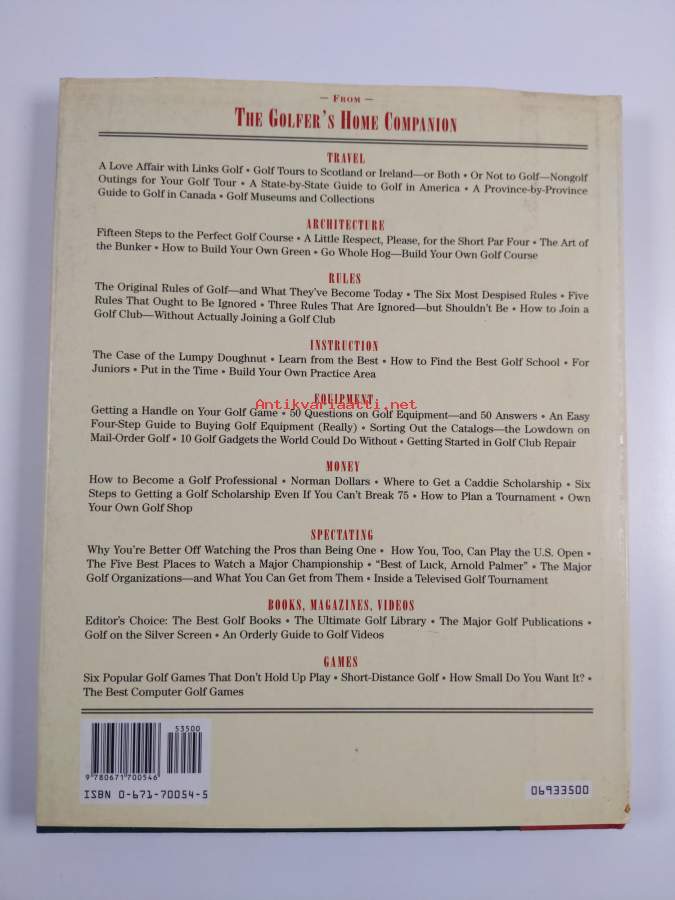 — FROM —
THE GOLFER'S HOME COMPANION
TRAVEL
A Love Affair with Links Golf • Golf Tours to Scotland or Ireland—or Both • Or Not to Golf—Nongolf
Outings for Your Golf Tour • A State-by-State Guide to Golf in America • A Province-by-Province
Guide to Golf in Canada • Golf Museums and Collections
ARCHITECTURE
Fifteen Steps to the Perfect Golf Course • A Little Respect, Please, for the Short Par Four • The Art of
the Bunker • How to Build Your Own Green • Go Whole Hog—Build Your Own Golf Course
RULES
The Original Rules of Golf—and What They've Become Today • The Six Most Despised Rules • Five
Rules That Ought to Be Ignored • Three Rules That Are Ignored—but Shouldn't Be • How to Join a
Golf Club—Without Actually Joining a Golf Club
INSTRUCTION
The Case of the Lumpy Doughnut • Learn from the Best • How to Find the Best Golf School • For
Juniors • Put in the Time • Build Your Own Practice Area
EQUIPMENT
Antikvariaatti.net
Getting a Handle on Your Golf Game • 50 Questions on Golf Equipment—and 50 Answers • An Easy
Four-Step Guide to Buying Golf Equipment (Really) • Sorting Out the Catalogs—the Lowdown on
Mail-Order Golf • 10 Golf Gadgets the World Could Do Without • Getting Started in Golf Club Repair
MONEY
How to Become a Golf Professional • Norman Dollars • Where to Get a Caddie Scholarship • Six
Steps to Getting a Golf Scholarship Even If You Can't Break 75 • How to Plan a Tournament • Own
Your Own Golf Shop
SPECTATING
Why You're Better Off Watching the Pros than Being One • How You, Too, Can Play the U.S. Open •
The Five Best Places to Watch a Major Championship • "Best of Luck, Arnold Palmer" • The Major
Golf Organizations—and What You Can Get from Them • Inside a Televised Golf Tournament
BOOKS, MAGAZINES, VIDEOS
Editor's Choice: The Best Golf Books • The Ultimate Golf Library • The Major Golf Publications •
Golf on the Silver Screen • An Orderly Guide to Golf Videos
GAMES
Six Popular Golf Games That Don't Hold Up Play • Short-Distance Golf • How Small Do You Want It? •
The Best Computer Golf Games
53500
9 780671 700546
ISBN 0-671-70054-5
06933500